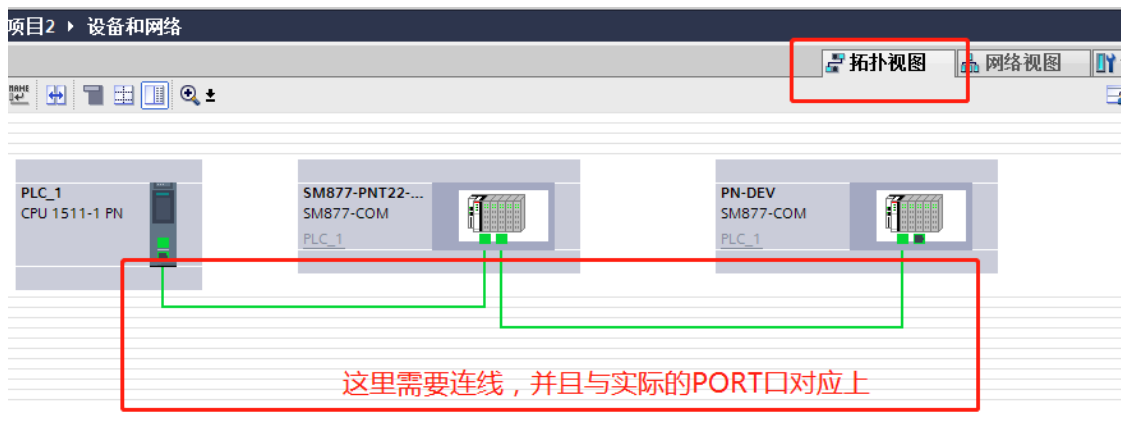 项目2 ▸ 设备和网络
拓扑视图
网络视图
NAME
PLC_1
CPU 1511-1 PN
SM877-PNT22-...
SM877-COM
PLC_1
PN-DEV
SM877-COM
PLC_1
这里需要连线，并且与实际的PORT口对应上